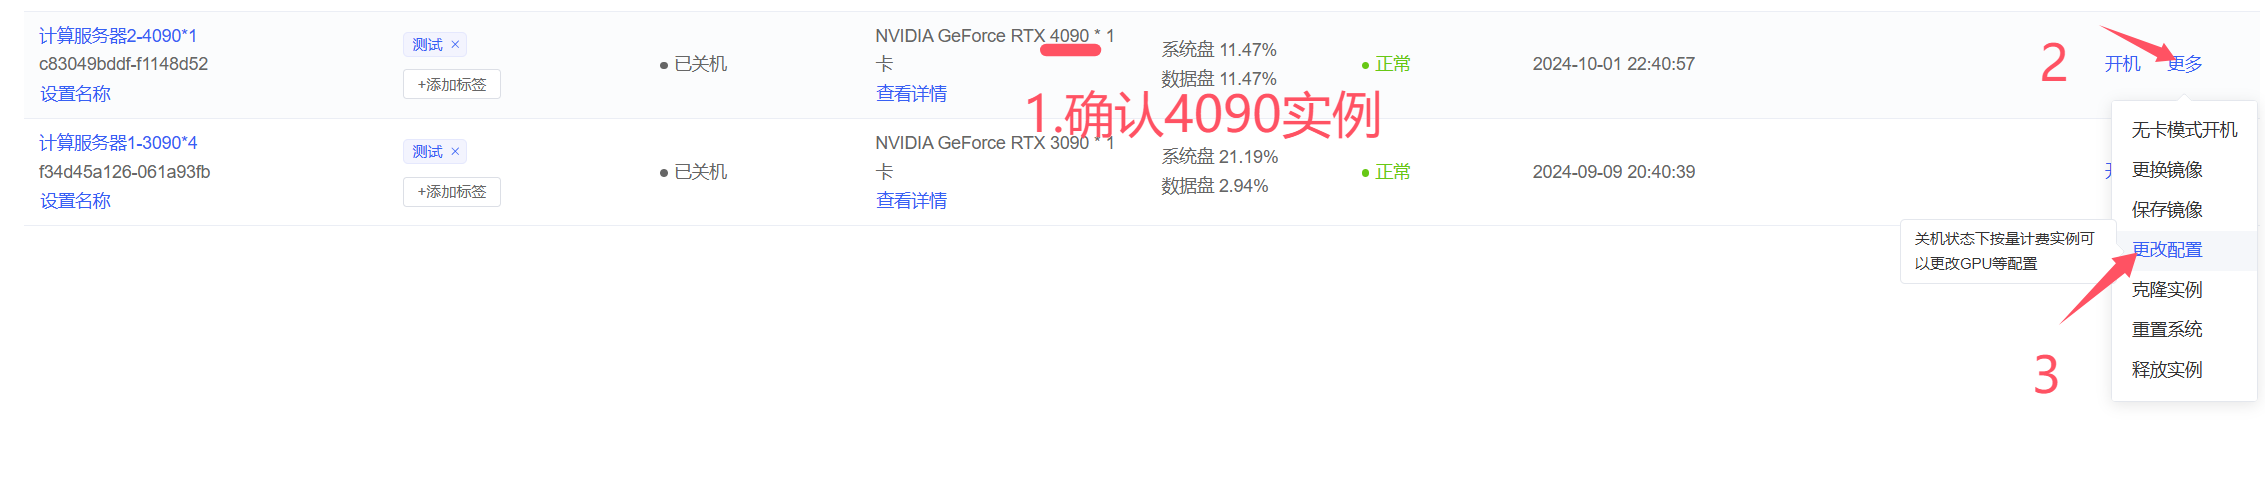 计算服务器2-4090*1
c83049bddf-f1148d52
设置名称
测试 ×
+添加标签
已关机
NVIDIA GeForce RTX 4090 * 1
卡
查看详情
系统盘 11.47%
数据盘 11.47%
正常
2024-10-01 22:40:57
2
开机 更多
1.确认4090实例
计算服务器1-3090*4
f34d45a126-061a93fb
设置名称
测试 ×
+添加标签
已关机
NVIDIA GeForce RTX 3090 * 1
卡
查看详情
系统盘 21.19%
数据盘 2.94%
正常
2024-09-09 20:40:39
无卡模式开机
更换镜像
保存镜像
更改配置
克隆实例
重置系统
释放实例
关机状态下按量计费实例可
以更改GPU等配置
3